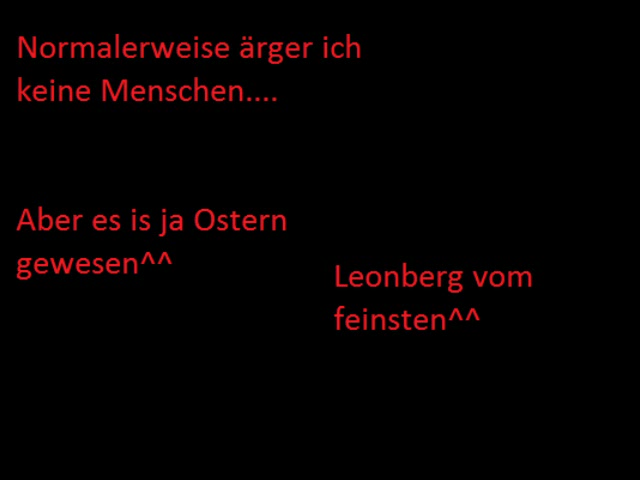 Normalerweise ärger ich
keine Menschen....
Aber es is ja Ostern
gewesen^^
Leonberg vom
feinsten^^